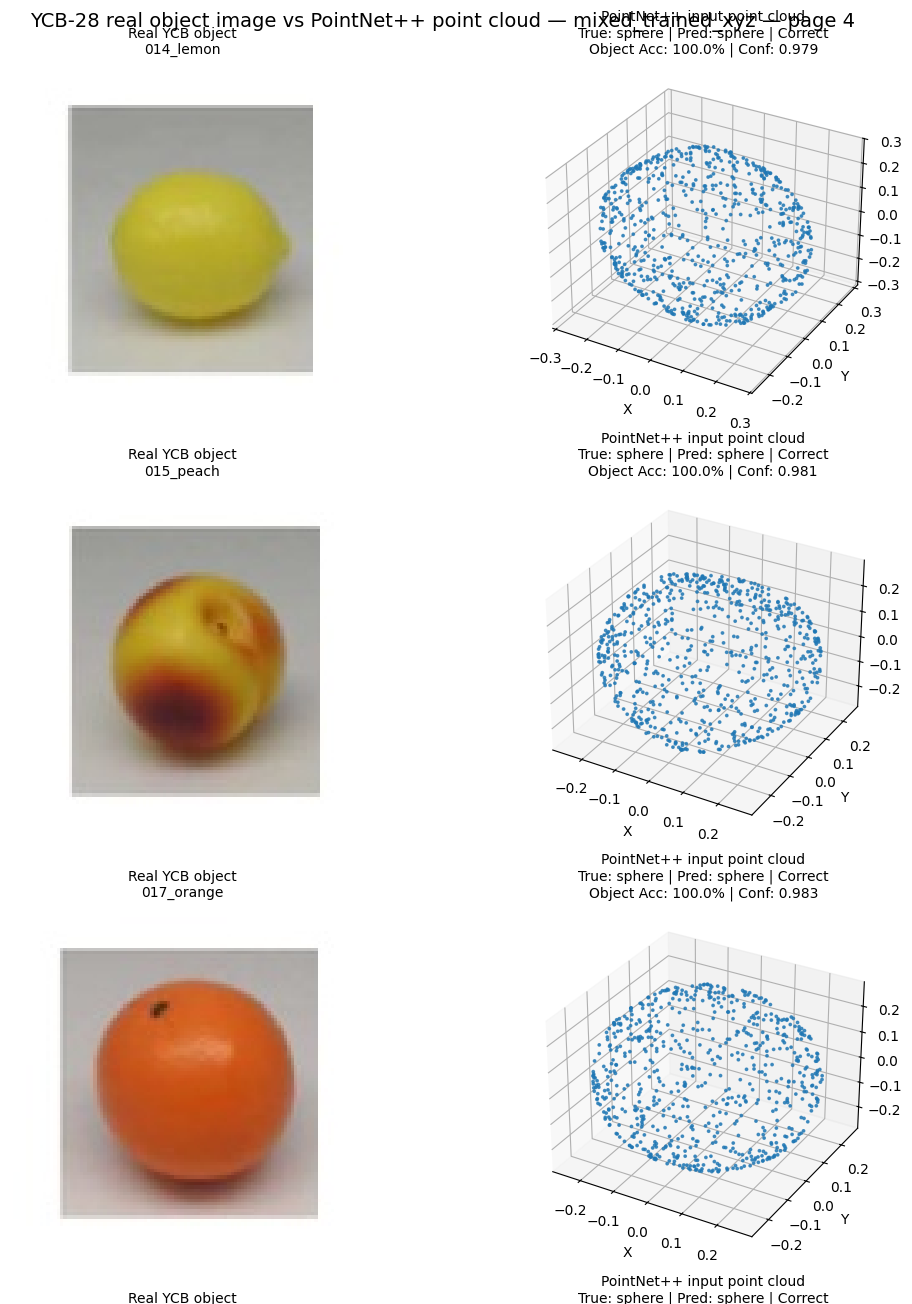 YCB-28 real object image vs PointNet++ point cloud — mixed_trained_xyz — page 4
Real YCB object
014_lemon
PointNet++ input point cloud
True: sphere | Pred: sphere | Correct
Object Acc: 100.0% | Conf: 0.979
0.3
0.2
0.1
0.0
−0.1
−0.2
−0.3
0.3
0.2
0.1
0.0
−0.1
−0.2
Y
−0.3
−0.2
−0.1
0.0
0.1
0.2
0.3
X
Real YCB object
015_peach
PointNet++ input point cloud
True: sphere | Pred: sphere | Correct
Object Acc: 100.0% | Conf: 0.981
0.2
0.1
0.0
−0.1
−0.2
0.2
0.1
0.0
−0.1
−0.2
Y
−0.2
−0.1
0.0
0.1
0.2
X
Real YCB object
017_orange
PointNet++ input point cloud
True: sphere | Pred: sphere | Correct
Object Acc: 100.0% | Conf: 0.983
0.2
0.1
0.0
−0.1
−0.2
0.2
0.1
0.0
−0.1
−0.2
Y
−0.2
−0.1
0.0
0.1
0.2
X
Real YCB object
PointNet++ input point cloud
True: sphere | Pred: sphere | Correct